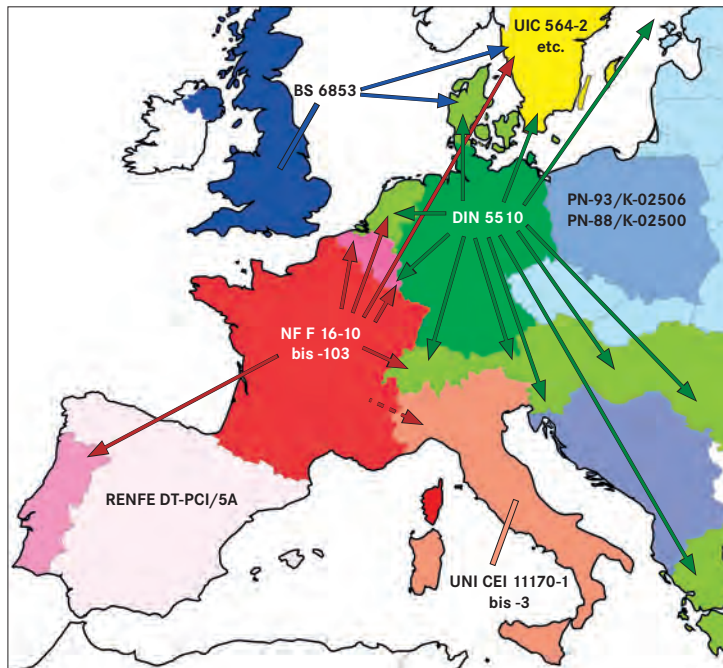 UIC 564-2
etc.
BS 6853
PN-93/K-02506
PN-88/K-02500
DIN 5510
NF F 16-10
bis -103
RENFE DT-PCI/5A
UNI CEI 11170-1
bis -3